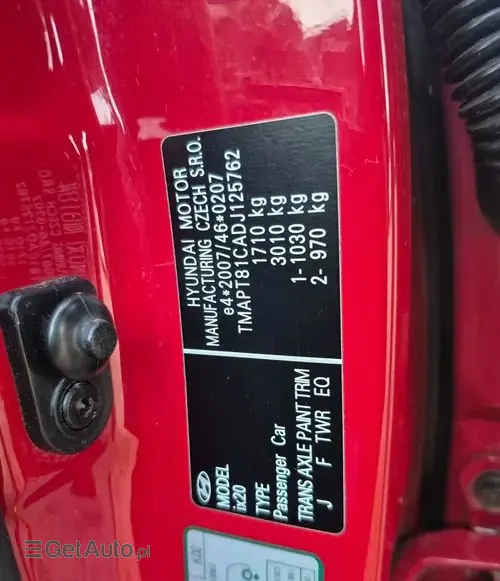 HYUNDAI MOTOR
MANUFACTURING CZECH S.R.O.
e4*2007/46*0207
TMAPT81CADJ125762
1710 kg
3010 kg
1- 1030 kg
2- 970 kg
MODEL
ix20
TYPE
Passenger Car
TRANS AXLE PAINT TRIM
J F TWR EQ
GetAuto.pl